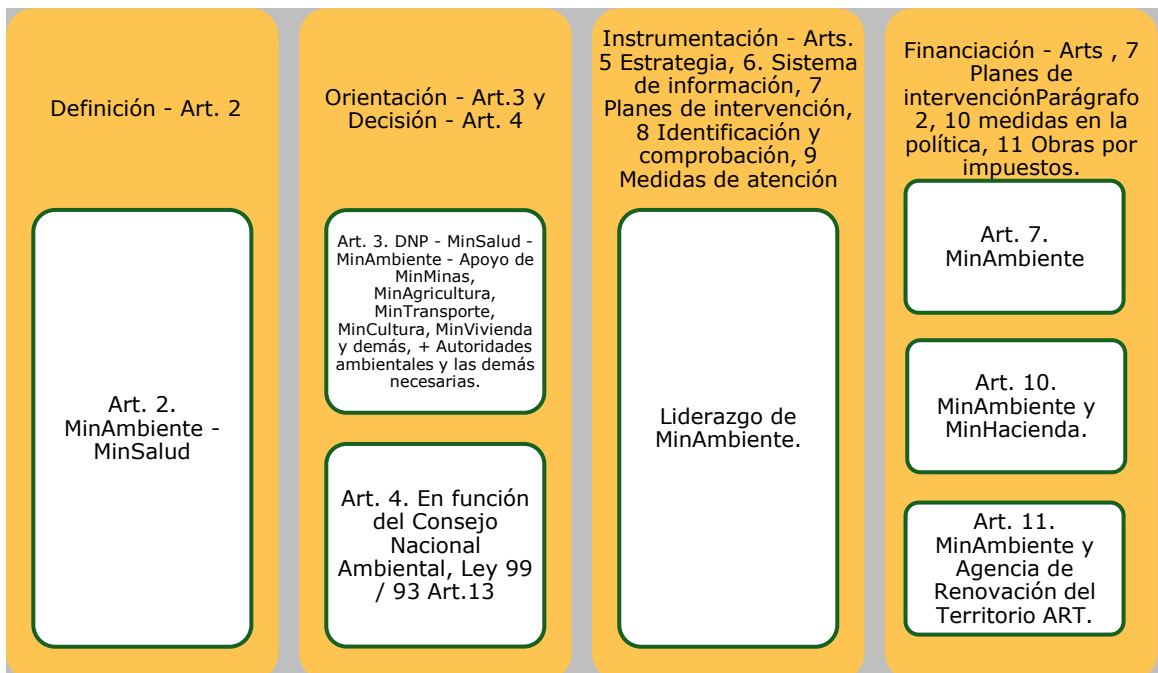 Definición - Art. 2
Art. 2.
MinAmbiente -
MinSalud
Orientación - Art.3 y
Decisión - Art. 4
Art. 3. DNP - MinSalud -
MinAmbiente - Apoyo de
MinMinas,
MinAgricultura,
MinTransporte,
MinCultura, MinVivienda
y demás, + Autoridades
ambientales y las demás
necesarias.
Art. 4. En función
del Consejo
Nacional
Ambiental, Ley 99
/ 93 Art.13
Instrumentación - Arts.
5 Estrategia, 6. Sistema
de información, 7
Planes de intervención,
8 Identificación y
comprobación, 9
Medidas de atención
Liderazgo de
MinAmbiente.
Financiación - Arts , 7
Planes de
intervenciónParágrafo
2, 10 medidas en la
política, 11 Obras por
impuestos.
Art. 7.
MinAmbiente
Art. 10.
MinAmbiente y
MinHacienda.
Art. 11.
MinAmbiente y
Agencia de
Renovación del
Territorio ART.